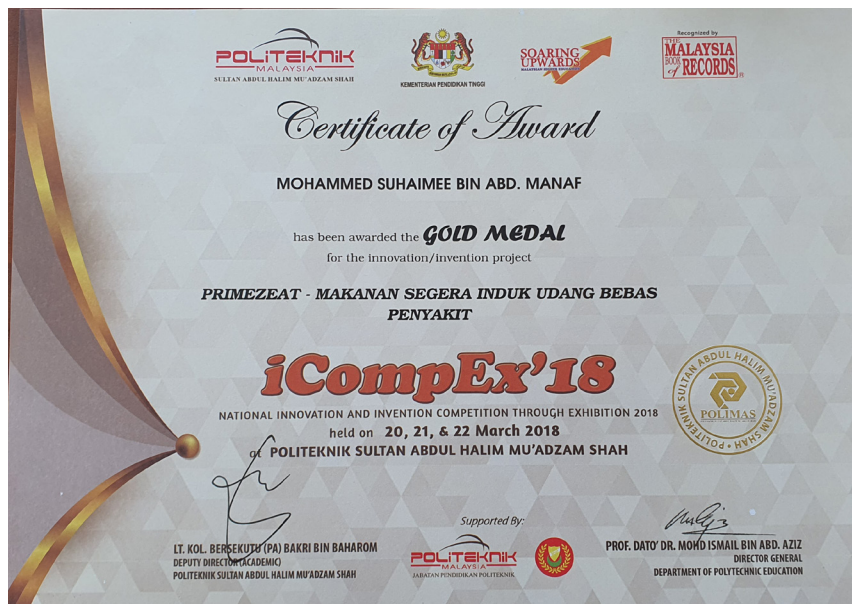 POLITEKNIK
MALAYSIA
SULTAN ABDUL HALIM MU'ADZAM SHAH
KEMENTERIAN PENDIDIKAN TINGGI
SOARING
UPWARDS
Recognized by
THE
MALAYSIA
BOOK of RECORDS
Certificate of Award
MOHAMMED SUHAIMEE BIN ABD. MANAF
has been awarded the GOLD MEDAL
for the innovation/invention project
PRIMEZEAT - MAKANAN SEGERA INDUK UDANG BEBAS
PENYAKIT
iCompEx'18
NATIONAL INNOVATION AND INVENTION COMPETITION THROUGH EXHIBITION 2018
held on 20, 21, & 22 March 2018
at POLITEKNIK SULTAN ABDUL HALIM MU'ADZAM SHAH
POLITEKNIK SULTAN ABDUL HALIM MU'ADZAM SHAH
POLIMAS
LT. KOL. BERSEKUTU (PA) BAKRI BIN BAHAROM
DEPUTY DIRECTOR (ACADEMIC)
POLITEKNIK SULTAN ABDUL HALIM MU'ADZAM SHAH
Supported By:
POLITEKNIK
MALAYSIA
JABATAN PENDIDIKAN POLITEKNIK
PROF. DATO' DR. MOHD ISMAIL BIN ABD. AZIZ
DIRECTOR GENERAL
DEPARTMENT OF POLYTECHNIC EDUCATION